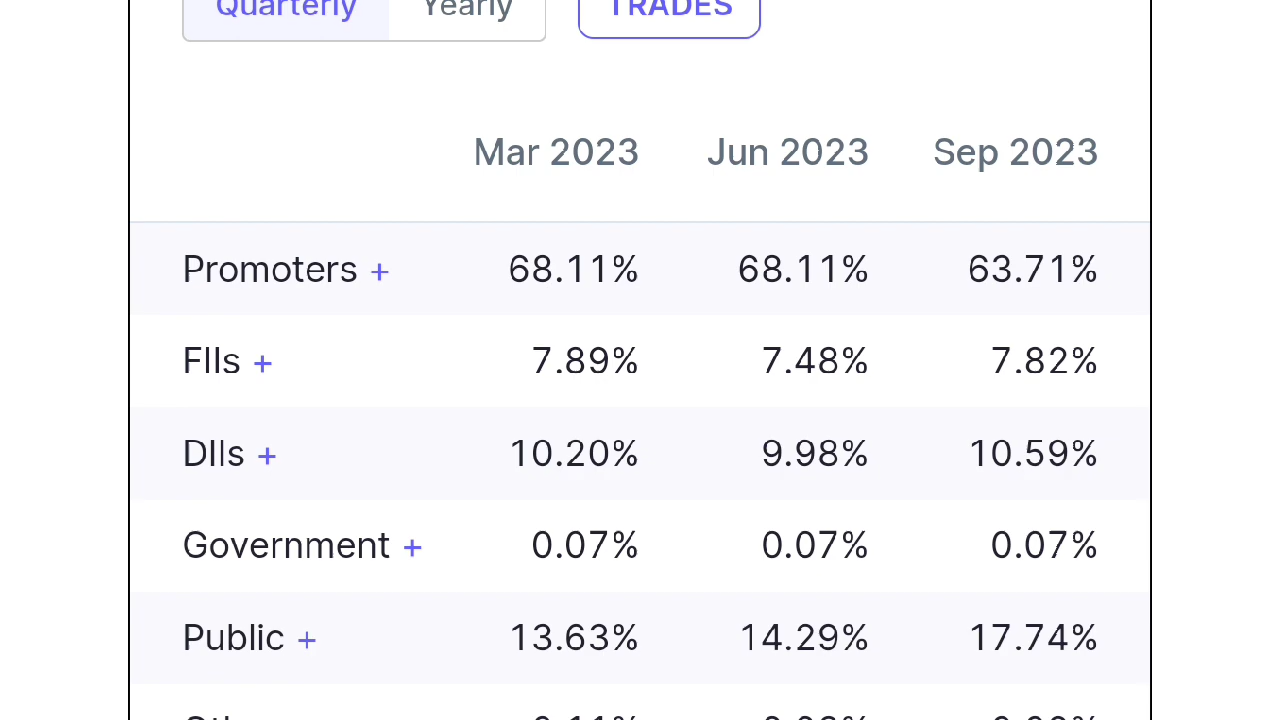 Quarterly Yearly TRADES
Mar 2023 Jun 2023 Sep 2023
Promoters + 68.11% 68.11% 63.71%
FIIs + 7.89% 7.48% 7.82%
DIIs + 10.20% 9.98% 10.59%
Government + 0.07% 0.07% 0.07%
Public + 13.63% 14.29% 17.74%